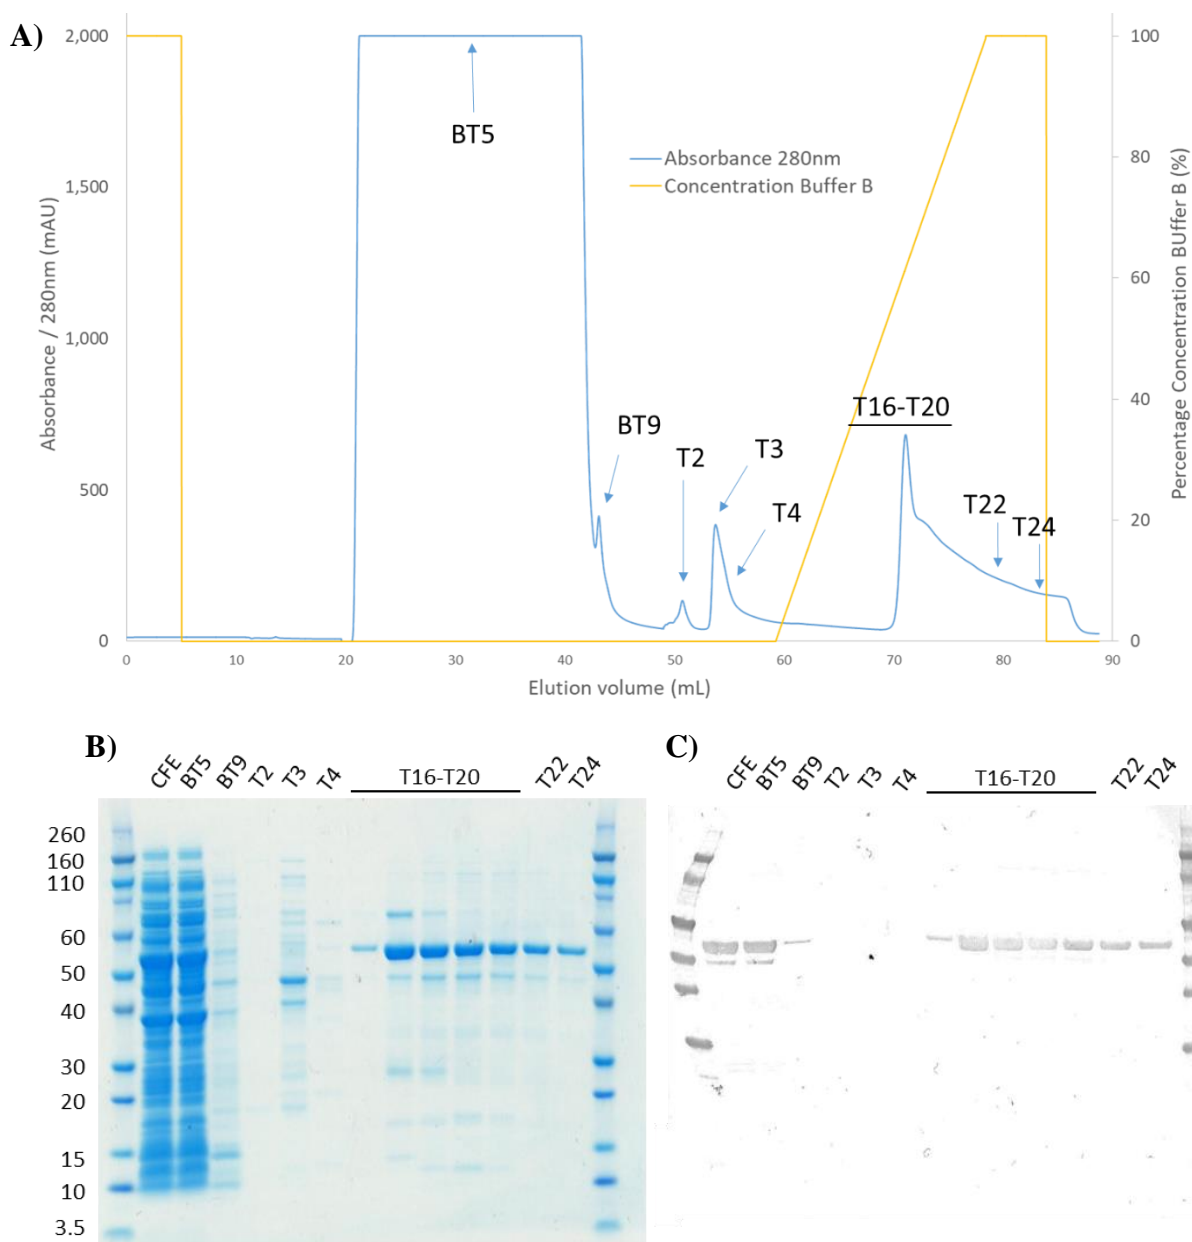 A)
2,000
1,500
1,000
500
0
Absorbance / 280nm (mAU)
100
80
60
40
20
0
Percentage Concentration BUffer B (%)
BT5
Absorbance 280nm
Concentration Buffer B
BT9
T2
T3
T4
T16-T20
T22
T24
0 10 20 30 40 50 60 70 80 90
Elution volume (mL)
B)
CFE BT5 BT9 T2 T3 T4 T16-T20 T22 T24
260
160
110
60
50
40
30
20
15
10
3.5
C)
CFE BT5 BT9 T2 T3 T4 T16-T20 T22 T24